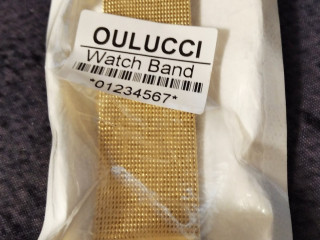 OULUCCI
Watch Band
*01234567*